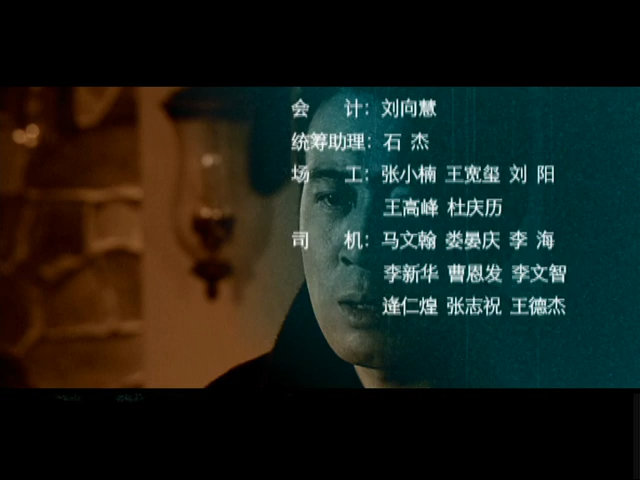 会 计：刘向慧
统筹助理：石 杰
场 工：张小楠 王宽玺 刘 阳
王高峰 杜庆历
司 机：马文翰 娄晏庆 李 海
李新华 曹恩发 李文智
逄仁煌 张志祝 王德杰